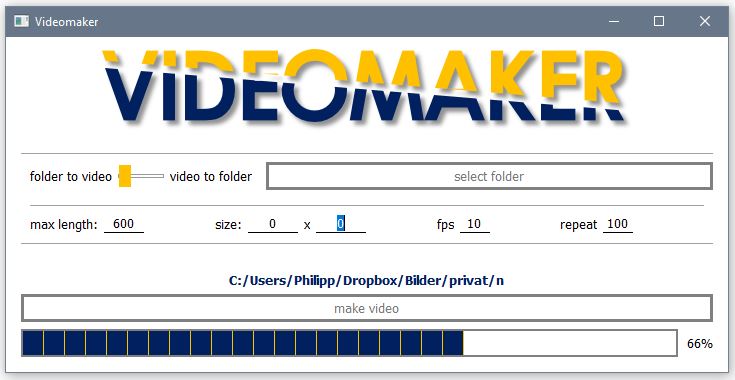 Videomaker
VIDEOMAKER
folder to video video to folder select folder
max length: 600 size: 0 x 0 fps 10 repeat 100
C:/Users/Philipp/Dropbox/Bilder/privat/n
make video
66%